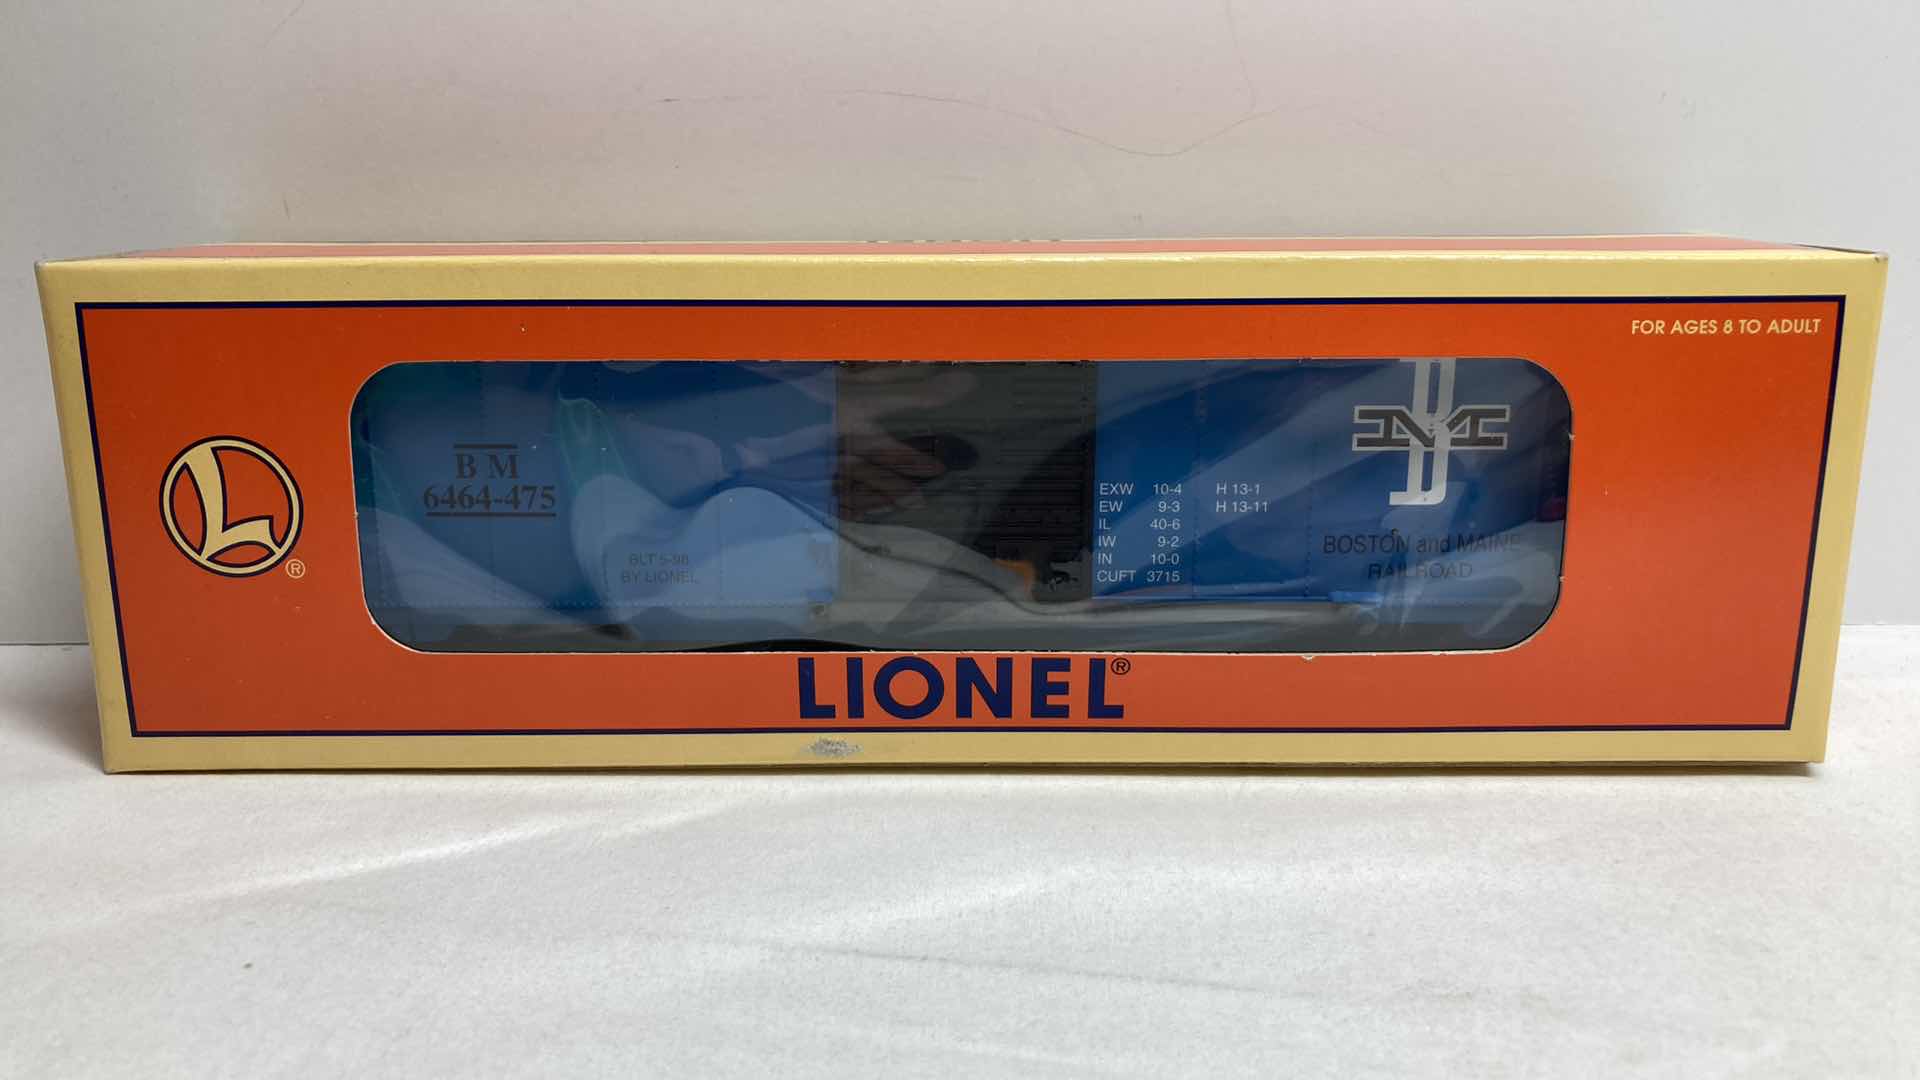 FOR AGES 8 TO ADULT
L®
B M
6464-475
BLT 5-98
BY LIONEL
EXW 10-4 H 13-1
EW 9-3 H 13-11
IL 40-6
IW 9-2
IN 10-0
CUFT 3715
BM
BOSTON and MAINE
RAILROAD
LIONEL®